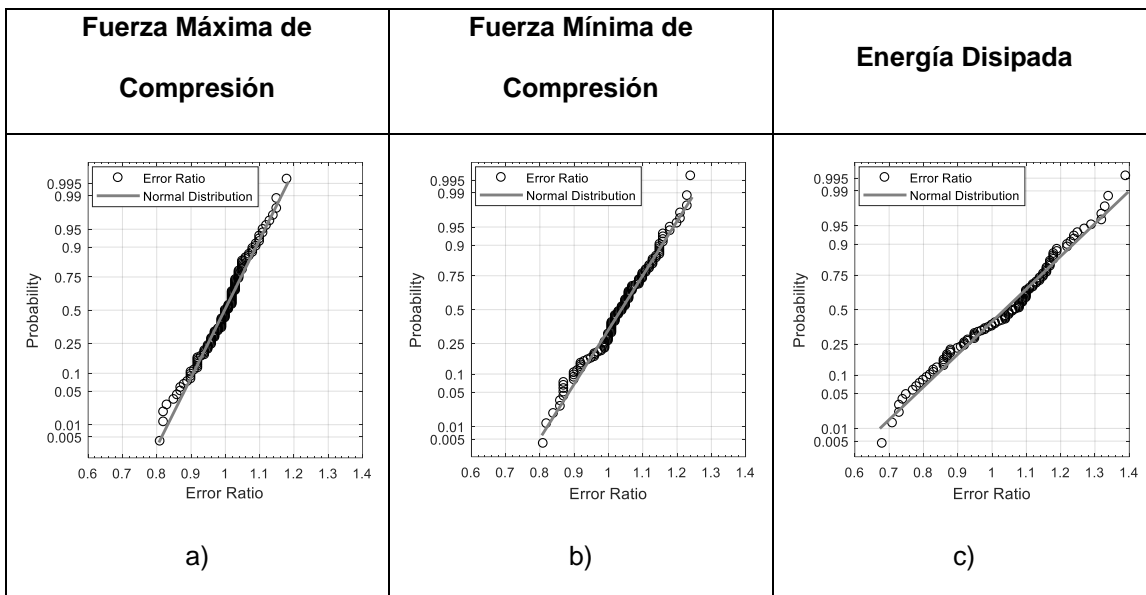 Fuerza Máxima de
Compresión
Fuerza Mínima de
Compresión
Energía Disipada
Error Ratio
Normal Distribution
0.995
0.99
0.95
0.9
0.75
0.5
0.25
0.1
0.05
0.01
0.005
Probability
0.6 0.7 0.8 0.9 1 1.1 1.2 1.3 1.4
Error Ratio
a)
Error Ratio
Normal Distribution
0.995
0.99
0.95
0.9
0.75
0.5
0.25
0.1
0.05
0.01
0.005
Probability
0.6 0.7 0.8 0.9 1 1.1 1.2 1.3 1.4
Error Ratio
b)
Error Ratio
Normal Distribution
0.995
0.99
0.95
0.9
0.75
0.5
0.25
0.1
0.05
0.01
0.005
Probability
0.6 0.7 0.8 0.9 1 1.1 1.2 1.3 1.4
Error Ratio
c)